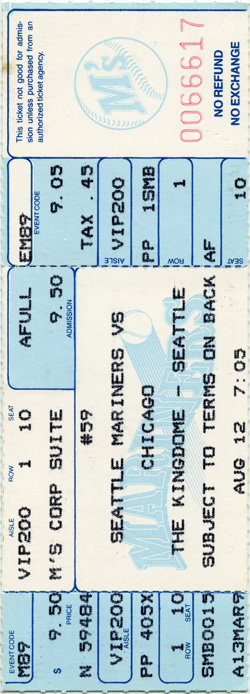 This ticket not good for admis-
sion unless purchased from an
authorized ticket agency.
M's
0066617
NO REFUND
NO EXCHANGE
EM89
EVENT CODE
9.05
TAX .45
VIP200
AISLE
PP 1SMB
1
ROW
AF
10
SEAT
AFULL
9.50
ADMISSION
#59
SEATTLE MARINERS VS
CHICAGO
THE KINGDOME - SEATTLE
SUBJECT TO TERMS ON BACK
AUG 12 7:05
MARINERS
VIP200 1 10
AISLE ROW SEAT
M'S CORP SUITE
EVENT CODE
M89
$ 9.50
PRICE
N 59484
VIP200
AISLE
PP 405X
1 10
ROW SEAT
SMB0015
A13MAR9